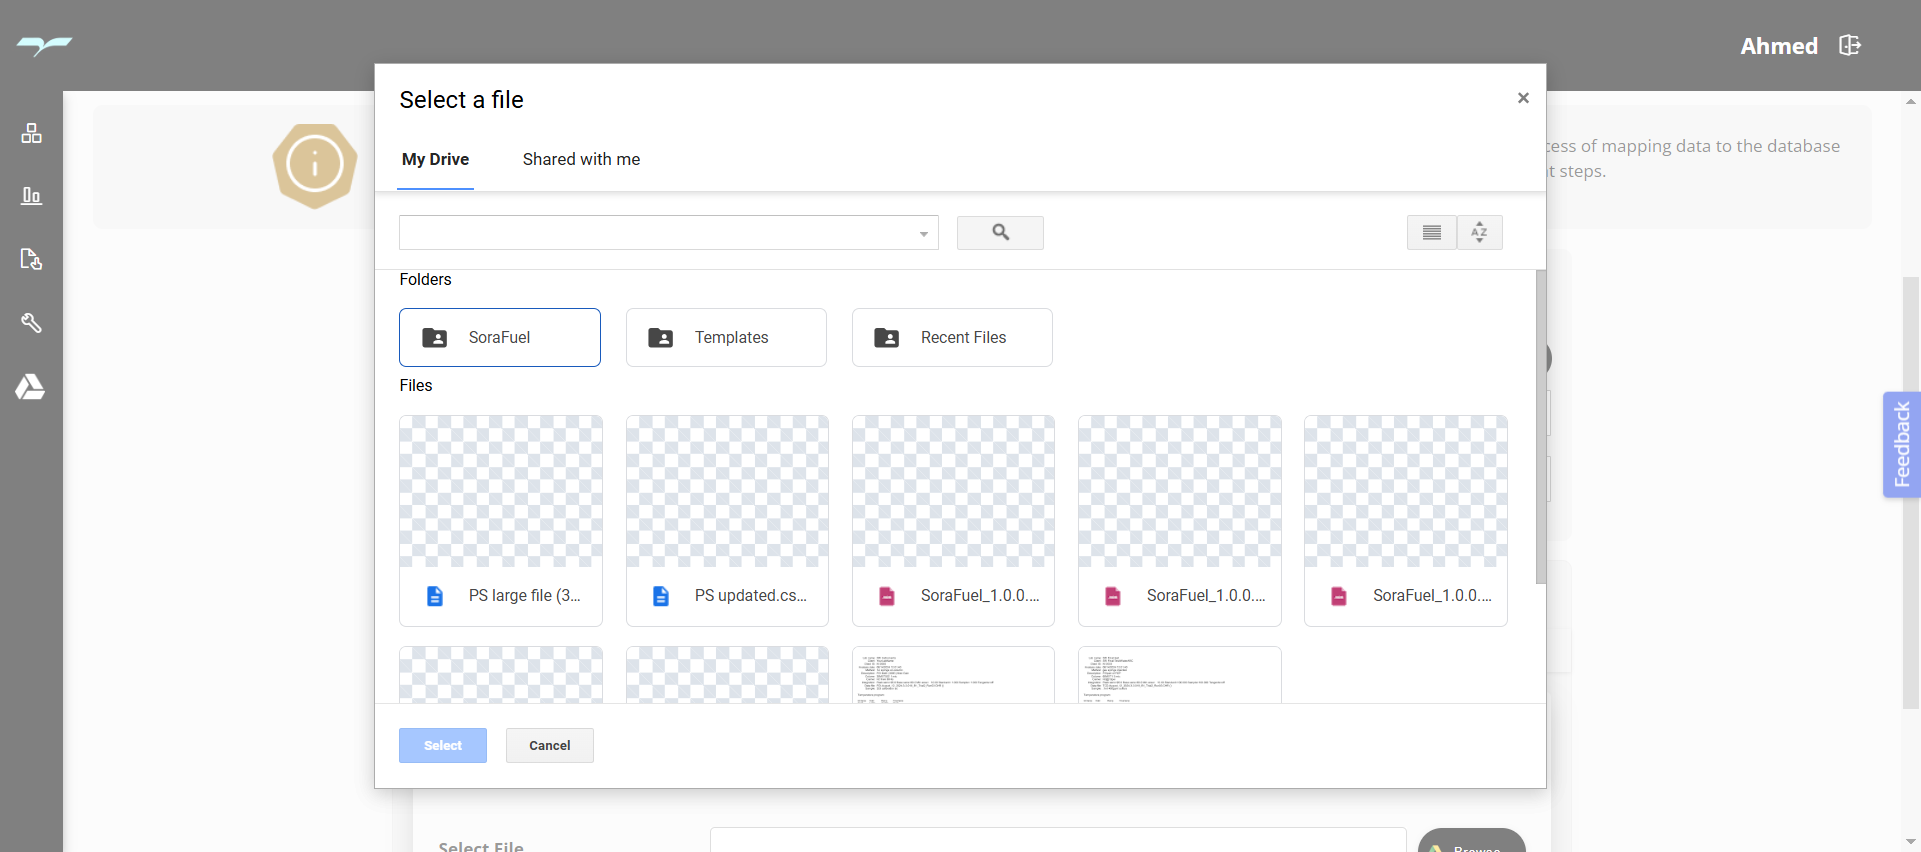 Ahmed
Select a file
×
My Drive
Shared with me
cess of mapping data to the database
t steps.
AZ
Folders
SoraFuel
Templates
Recent Files
Files
PS large file (3...
PS updated.cs...
SoraFuel_1.0.0....
SoraFuel_1.0.0....
SoraFuel_1.0.0....
Feedback
Select
Cancel
Select File
Browse